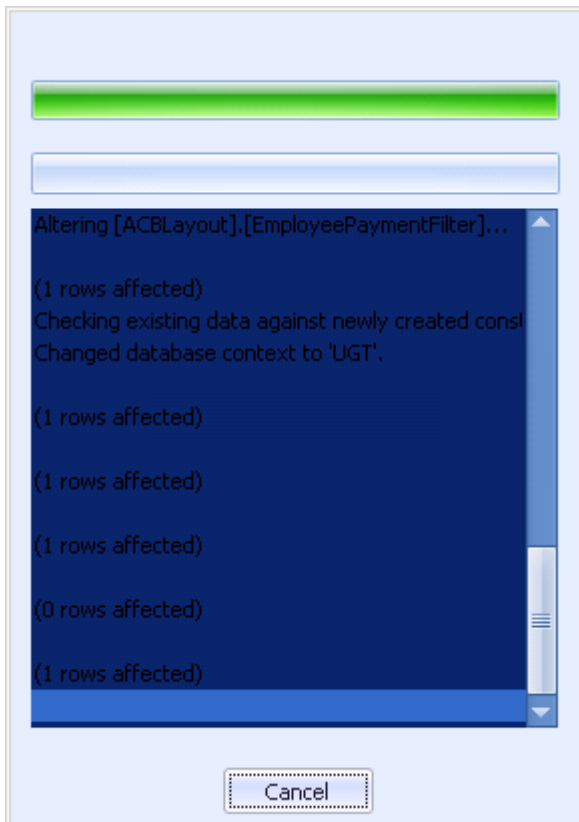 Altering [ACBLayout].[EmployeePaymentFilter]...
(1 rows affected)
Checking existing data against newly created const
Changed database context to 'UGT'.
(1 rows affected)
(1 rows affected)
(1 rows affected)
(0 rows affected)
(1 rows affected)
Cancel